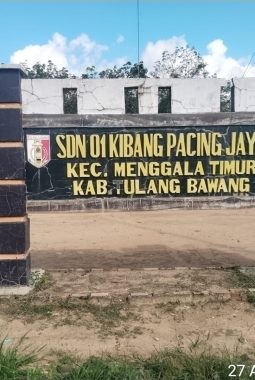 SDN 01 KIBANG PACING JAY
KEC. MENGGALA TIMUR
KAB. TULANG BAWANG
27 A